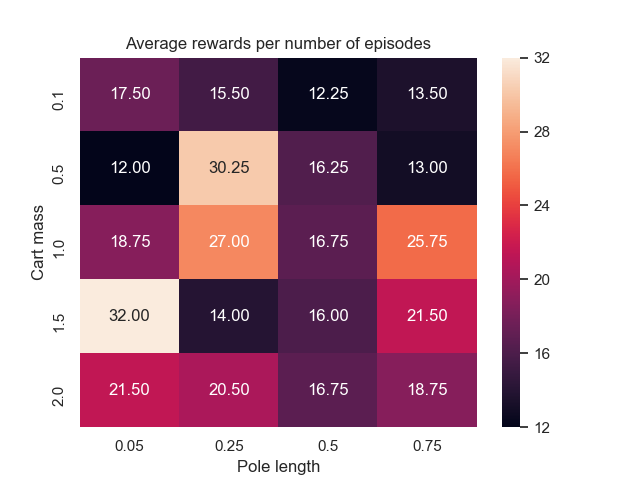 Average rewards per number of episodes
0.1 17.50 15.50 12.25 13.50
0.5 12.00 30.25 16.25 13.00
1.0 18.75 27.00 16.75 25.75
1.5 32.00 14.00 16.00 21.50
2.0 21.50 20.50 16.75 18.75
Cart mass
0.05 0.25 0.5 0.75
Pole length
32
28
24
20
16
12